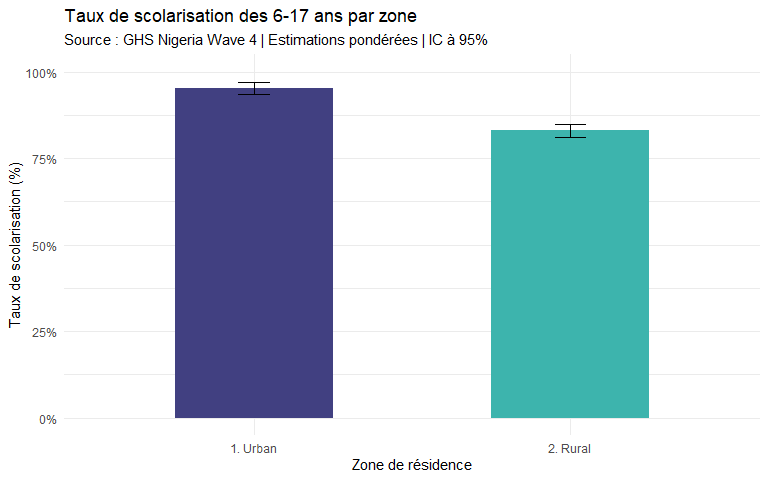 Taux de scolarisation des 6-17 ans par zone
Source : GHS Nigeria Wave 4 | Estimations pondérées | IC à 95%
100%
75%
50%
25%
0%
Taux de scolarisation (%)
1. Urban
2. Rural
Zone de résidence